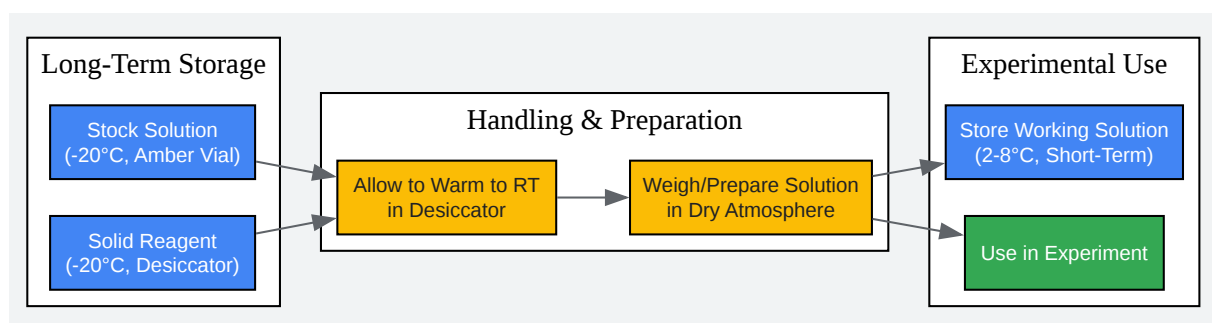 Long-Term Storage
Stock Solution
(-20°C, Amber Vial)
Solid Reagent
(-20°C, Desiccator)
Handling & Preparation
Allow to Warm to RT
in Desiccator
Weigh/Prepare Solution
in Dry Atmosphere
Experimental Use
Store Working Solution
(2-8°C, Short-Term)
Use in Experiment